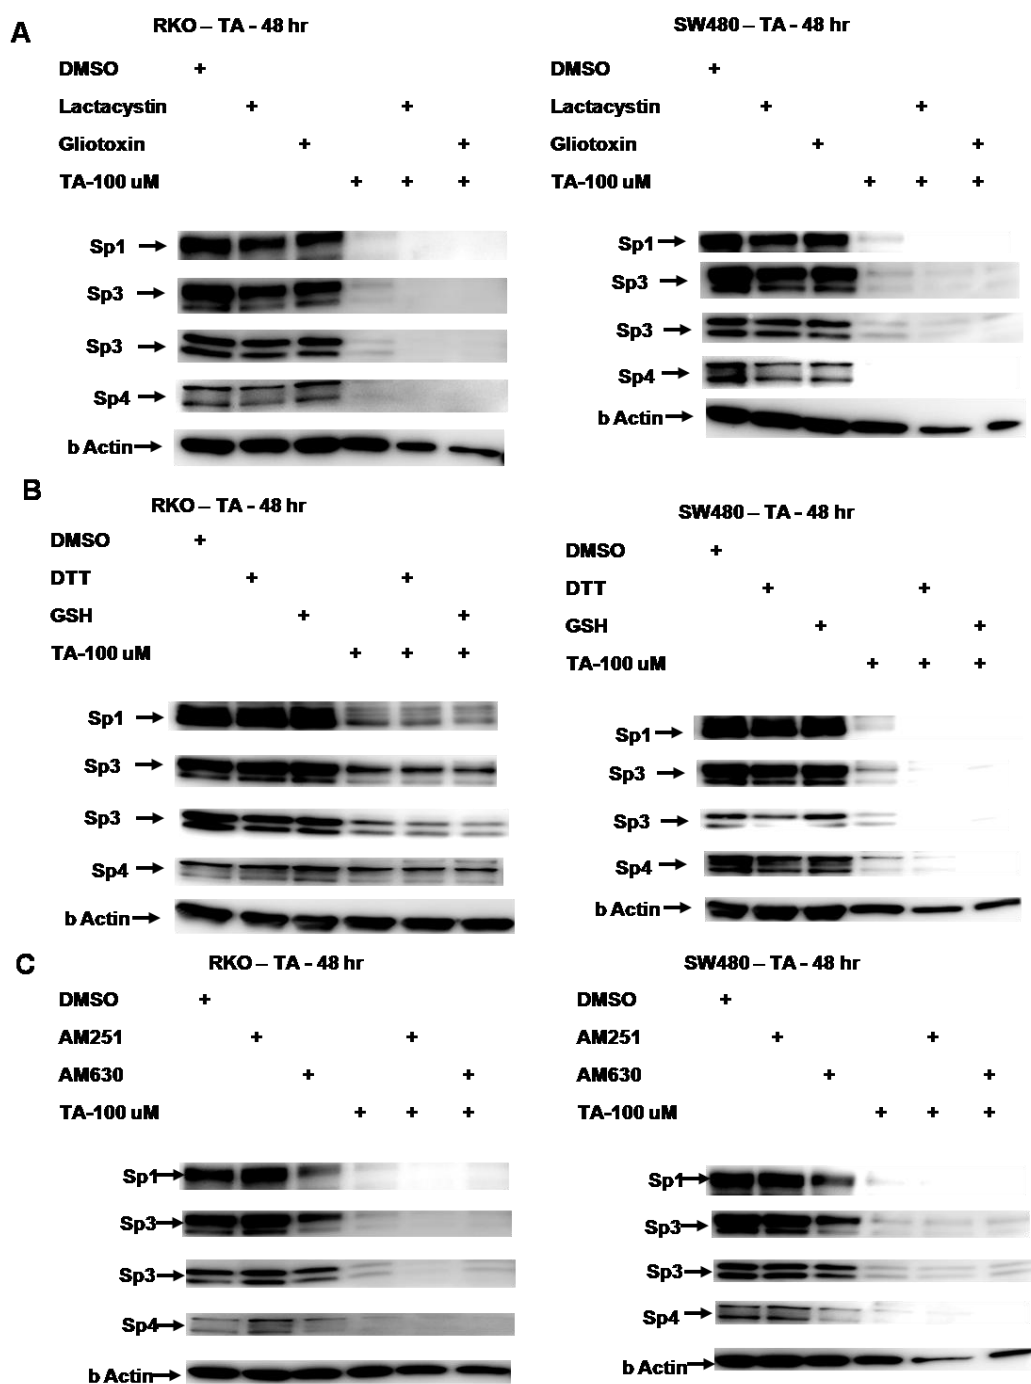 A
RKO – TA - 48 hr
DMSO +
Lactacystin + +
Gliotoxin + +
TA-100 uM + + +
Sp1
Sp3
Sp3
Sp4
b Actin
SW480 – TA - 48 hr
DMSO +
Lactacystin + +
Gliotoxin + +
TA-100 uM + + +
Sp1
Sp3
Sp3
Sp4
b Actin
B
RKO – TA - 48 hr
DMSO +
DTT + +
GSH + +
TA-100 uM + + +
Sp1
Sp3
Sp3
Sp4
b Actin
SW480 – TA - 48 hr
DMSO +
DTT + +
GSH + +
TA-100 uM + + +
Sp1
Sp3
Sp3
Sp4
b Actin
C
RKO – TA - 48 hr
DMSO +
AM251 + +
AM630 + +
TA-100 uM + + +
Sp1
Sp3
Sp3
Sp4
b Actin
SW480 – TA - 48 hr
DMSO +
AM251 + +
AM630 + +
TA-100 uM + + +
Sp1
Sp3
Sp3
Sp4
b Actin